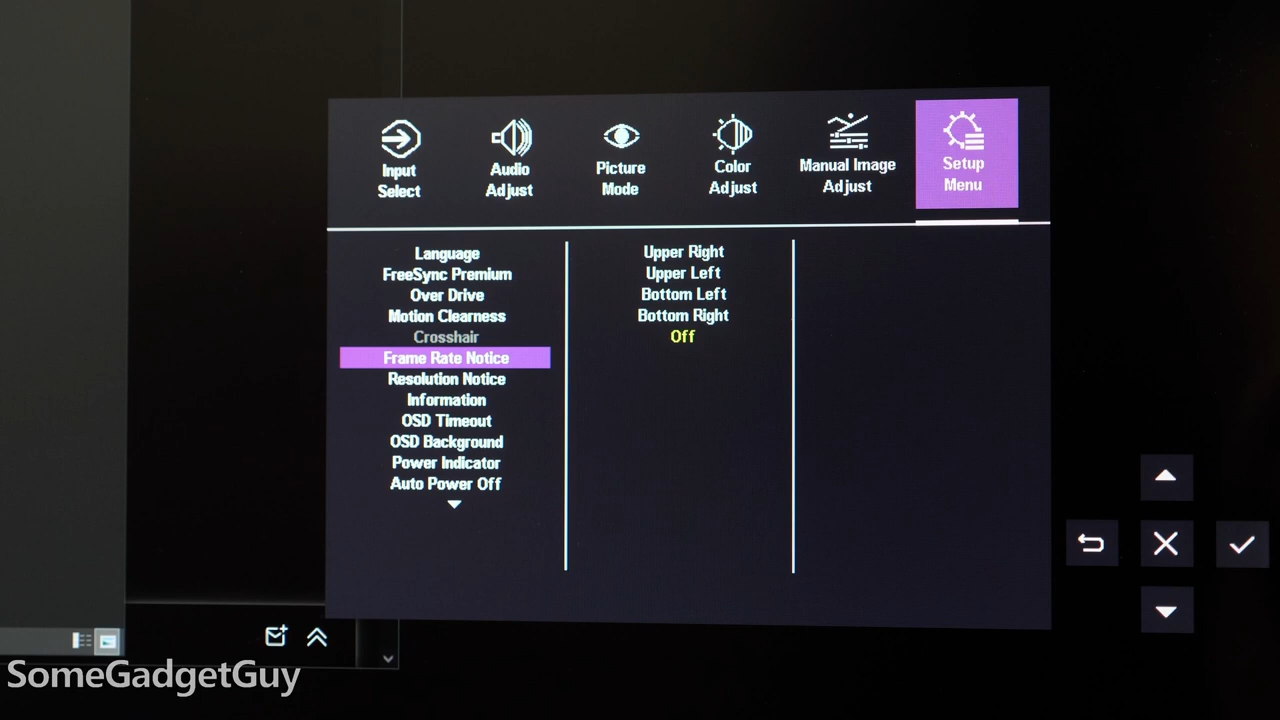 Input
Select
Audio
Adjust
Picture
Mode
Color
Adjust
Manual Image
Adjust
Setup
Menu
Language
FreeSync Premium
Over Drive
Motion Clearness
Crosshair
Frame Rate Notice
Resolution Notice
Information
OSD Timeout
OSD Background
Power Indicator
Auto Power Off
Upper Right
Upper Left
Bottom Left
Bottom Right
Off
SomeGadgetGuy